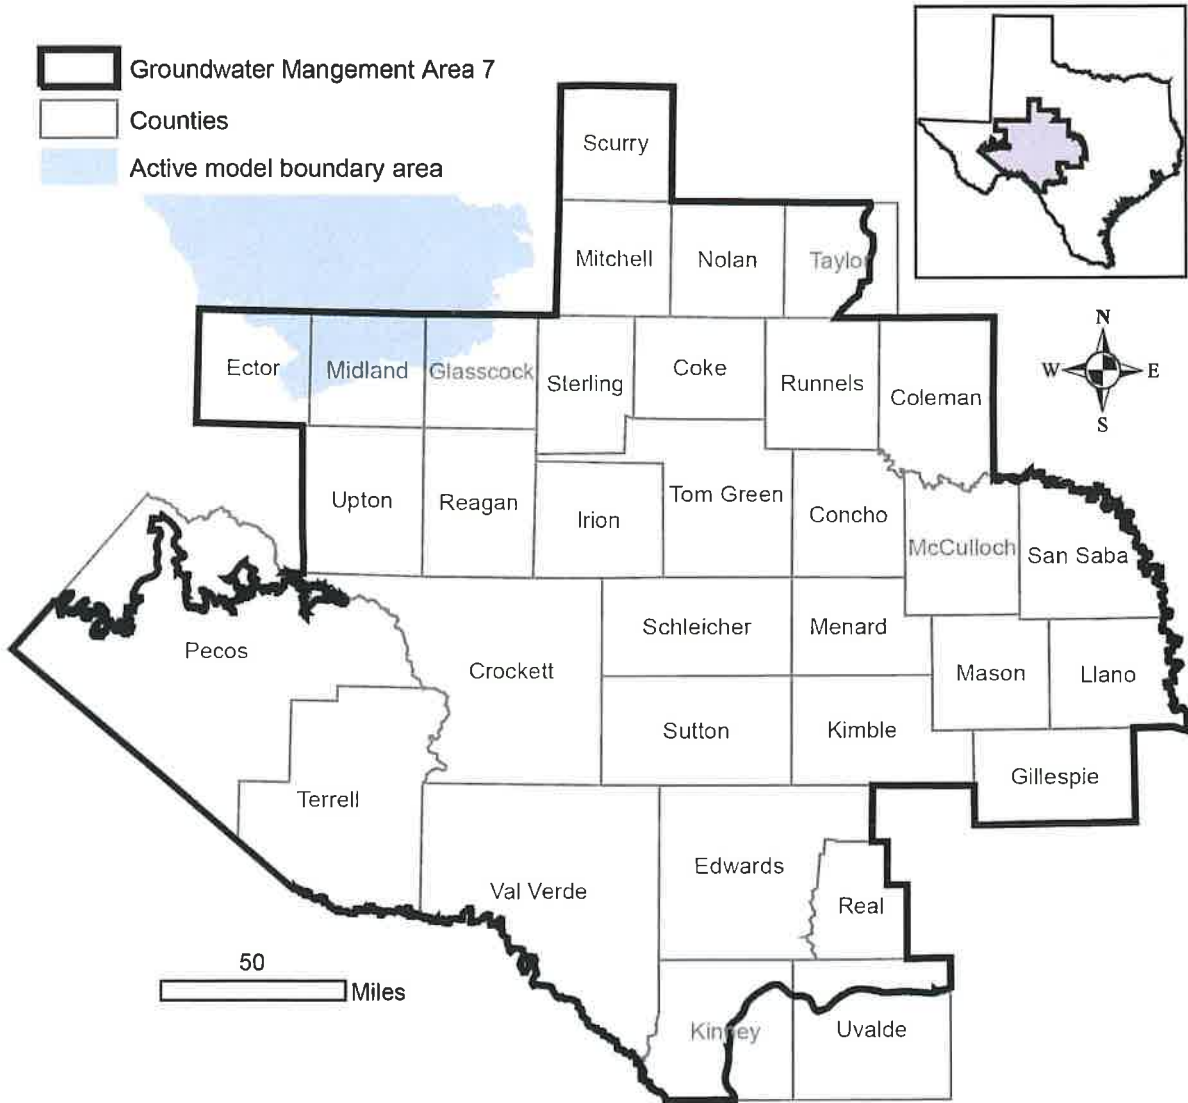 Groundwater Mangement Area 7
Counties
Active model boundary area
Scurry
Mitchell
Nolan
Taylor
N
W
E
S
Ector
Midland
Glasscock
Sterling
Coke
Runnels
Coleman
Upton
Reagan
Irion
Tom Green
Concho
McCulloch
San Saba
Pecos
Crockett
Schleicher
Menard
Mason
Llano
Sutton
Kimble
Gillespie
Terrell
Val Verde
Edwards
Real
50
Miles
Kinney
Uvalde